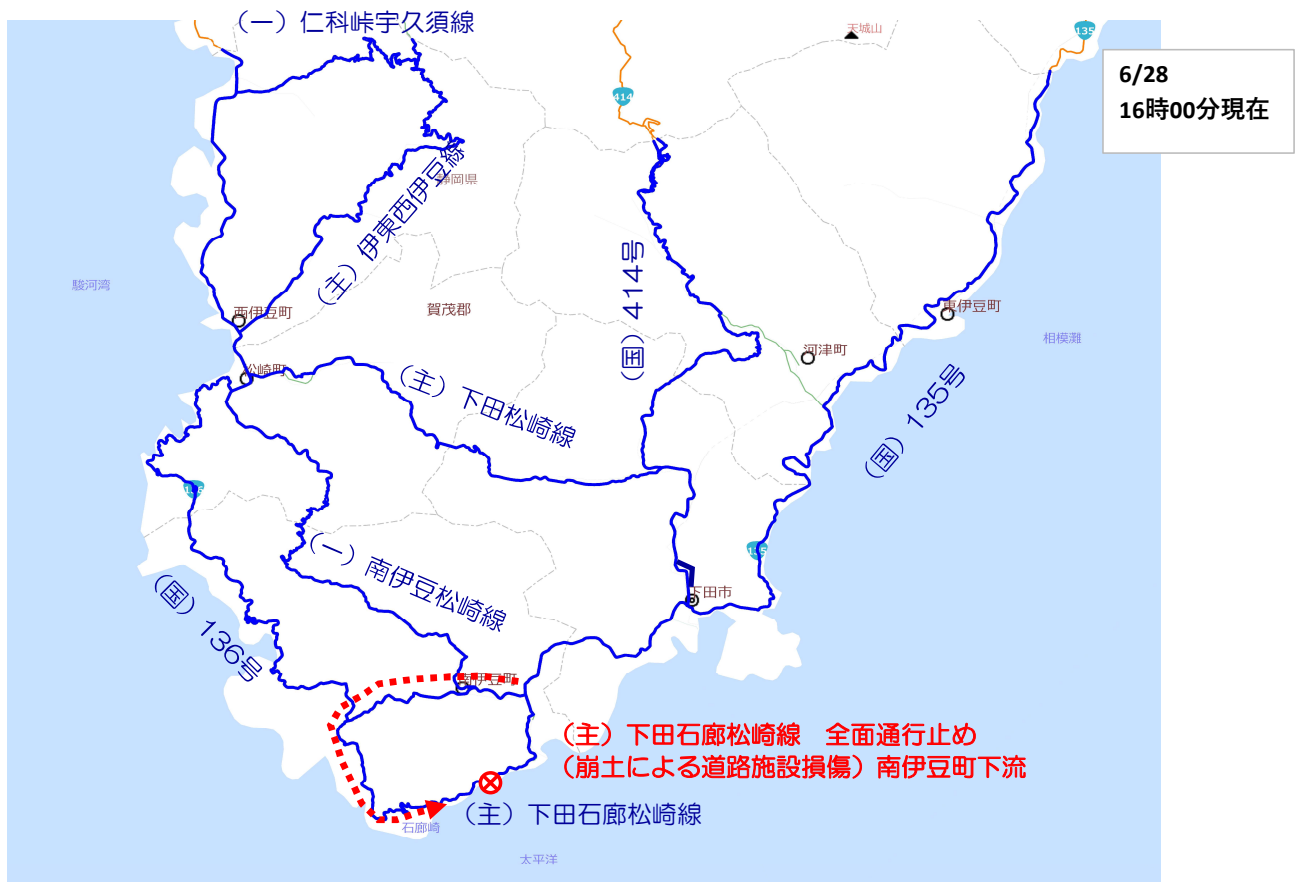 (一)仁科峠宇久須線
天城山
135
6/28
16時00分現在
414
静岡県
(主)伊東西伊豆線
(国)414号
駿河湾
西伊豆町
賀茂郡
東伊豆町
相模灘
河津町
松崎町
(主)下田松崎線
(国)135号
(一)南伊豆松崎線
135
下田市
(国)136号
南伊豆町
(主)下田石廊松崎線 全面通行止め
(崩土による道路施設損傷)南伊豆町下流
(主)下田石廊松崎線
石廊崎
太平洋